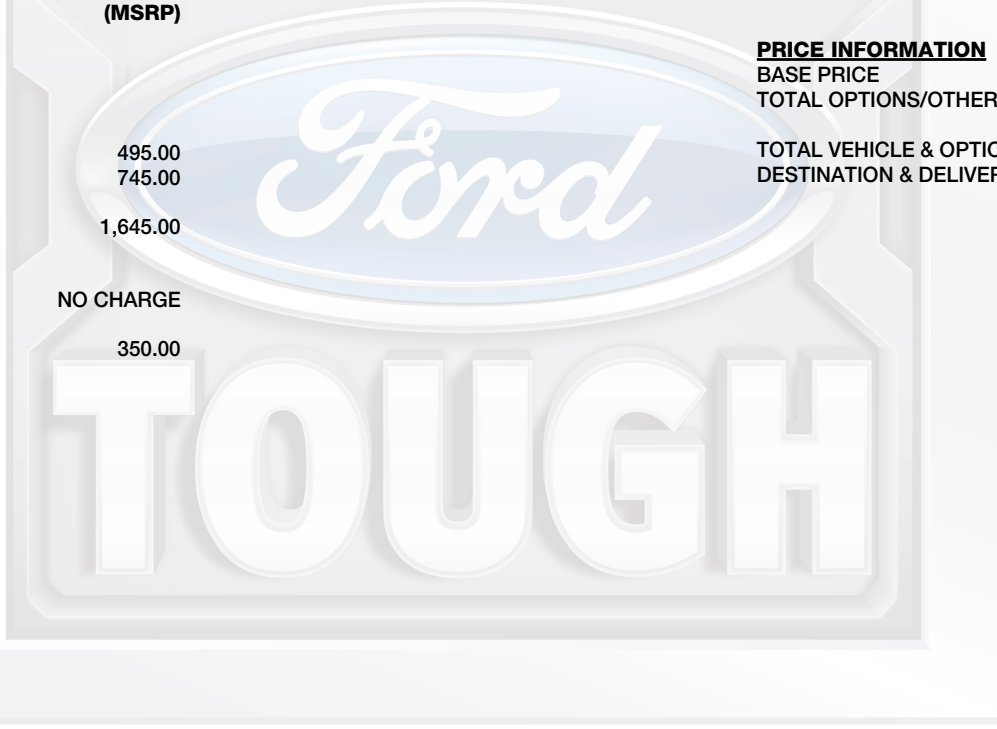 (MSRP)
495.00
745.00
1,645.00
NO CHARGE
350.00
PRICE INFORMATION
BASE PRICE
TOTAL OPTIONS/OTHER
TOTAL VEHICLE & OPTIO
DESTINATION & DELIVER
Ford
TOUGH